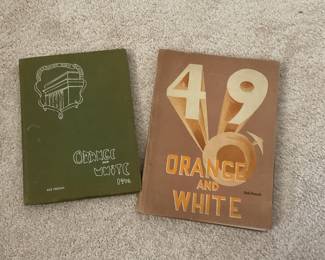 ORANGE
AND
WHITE
1946
49
ORANGE
AND
WHITE